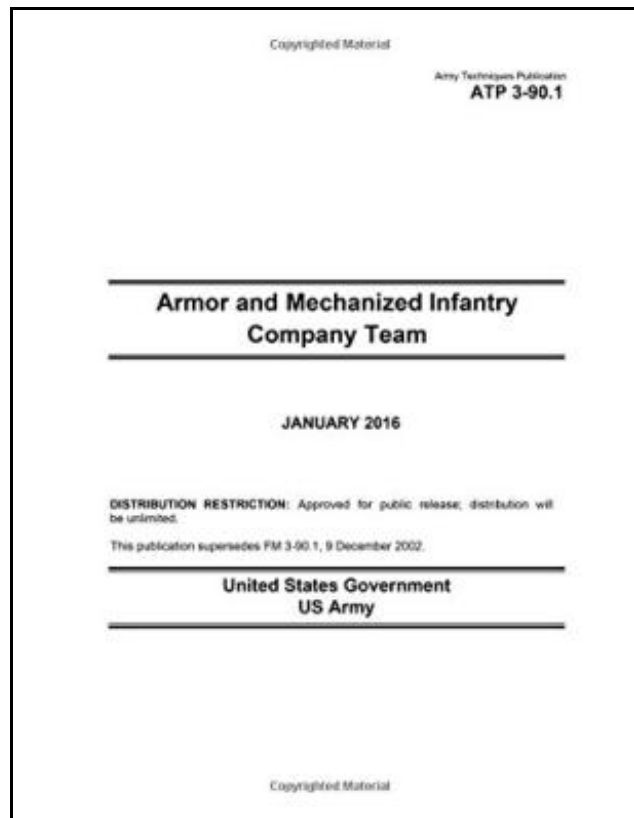 Copyrighted Material
Army Techniques Publication
ATP 3-90.1
Armor and Mechanized Infantry
Company Team
JANUARY 2016
DISTRIBUTION RESTRICTION: Approved for public release; distribution will
be unlimited.
This publication supersedes FM 3-90.1, 9 December 2002.
United States Government
US Army
Copyrighted Material